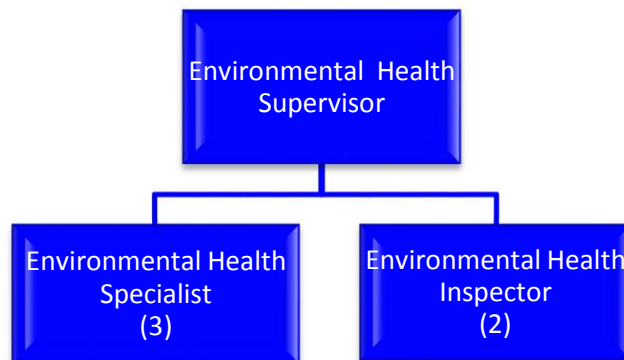 Environmental Health
Supervisor
Environmental Health
Specialist
(3)
Environmental Health
Inspector
(2)